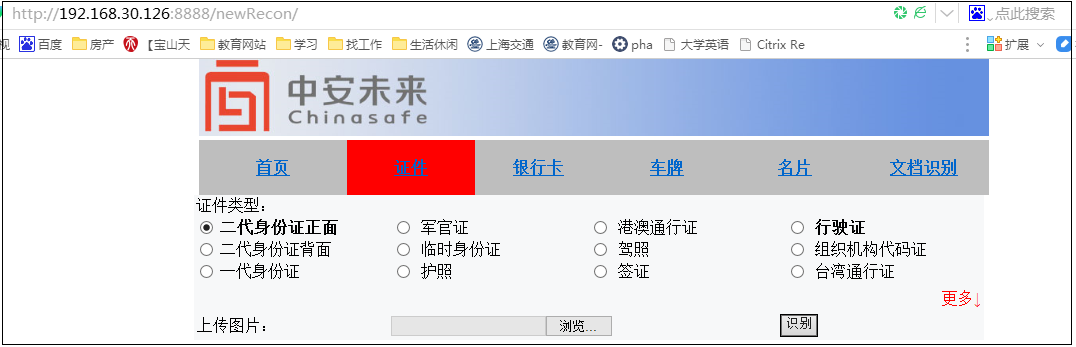 http://192.168.30.126:8888/newRecon/ 点此搜索
视 百度 房产 【宝山天 教育网站 学习 找工作 生活休闲 上海交通 教育网- pha 大学英语 Citrix Re 扩展
中安未来
Chinasafe
首页 证件 银行卡 车牌 名片 文档识别
证件类型：
二代身份证正面 军官证 港澳通行证 行驶证
二代身份证背面 临时身份证 驾照 组织机构代码证
一代身份证 护照 签证 台湾通行证
更多↓
上传图片： 浏览... 识别